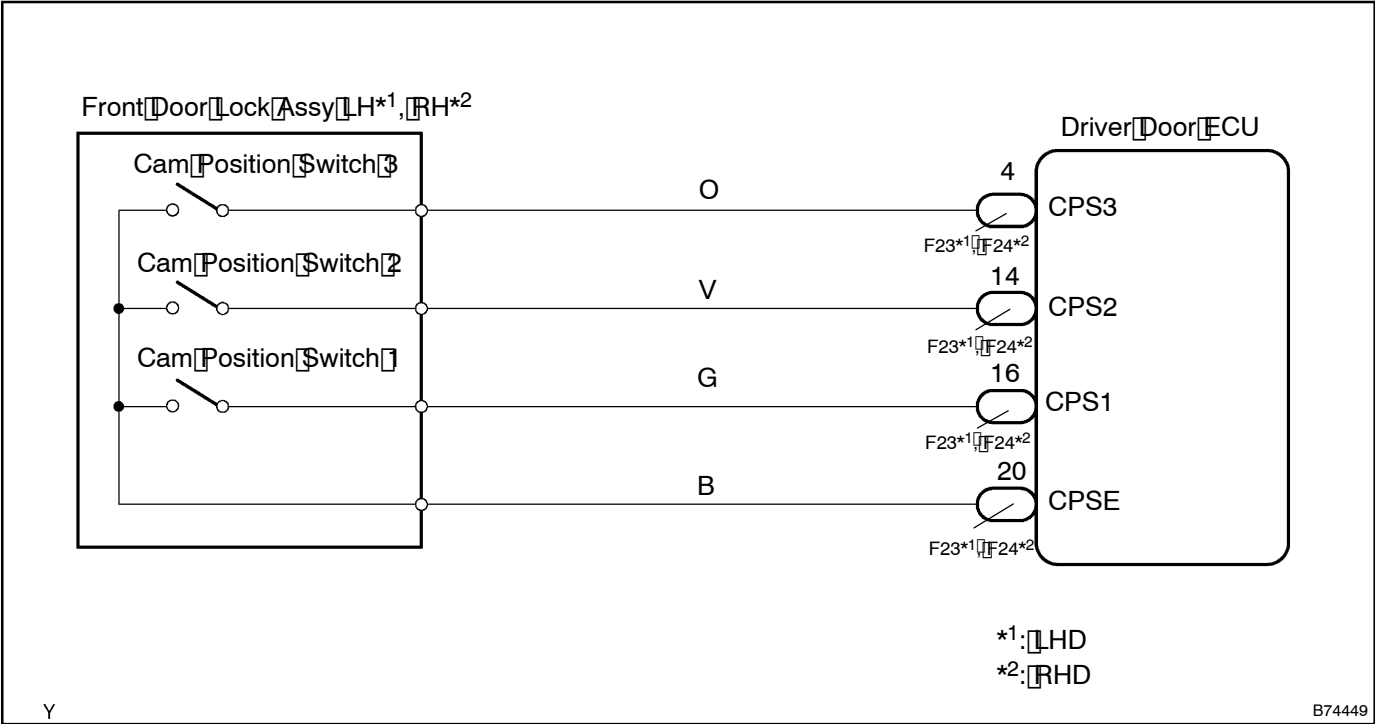 Front Door Lock Assy LH*1, RH*2
Driver Door ECU
Cam Position Switch 3
O
4
CPS3
F23*1, F24*2
Cam Position Switch 2
V
14
CPS2
F23*1, F24*2
Cam Position Switch 1
G
16
CPS1
F23*1, F24*2
B
20
CPSE
F23*1, F24*2
*1: LHD
*2: RHD
Y
B74449